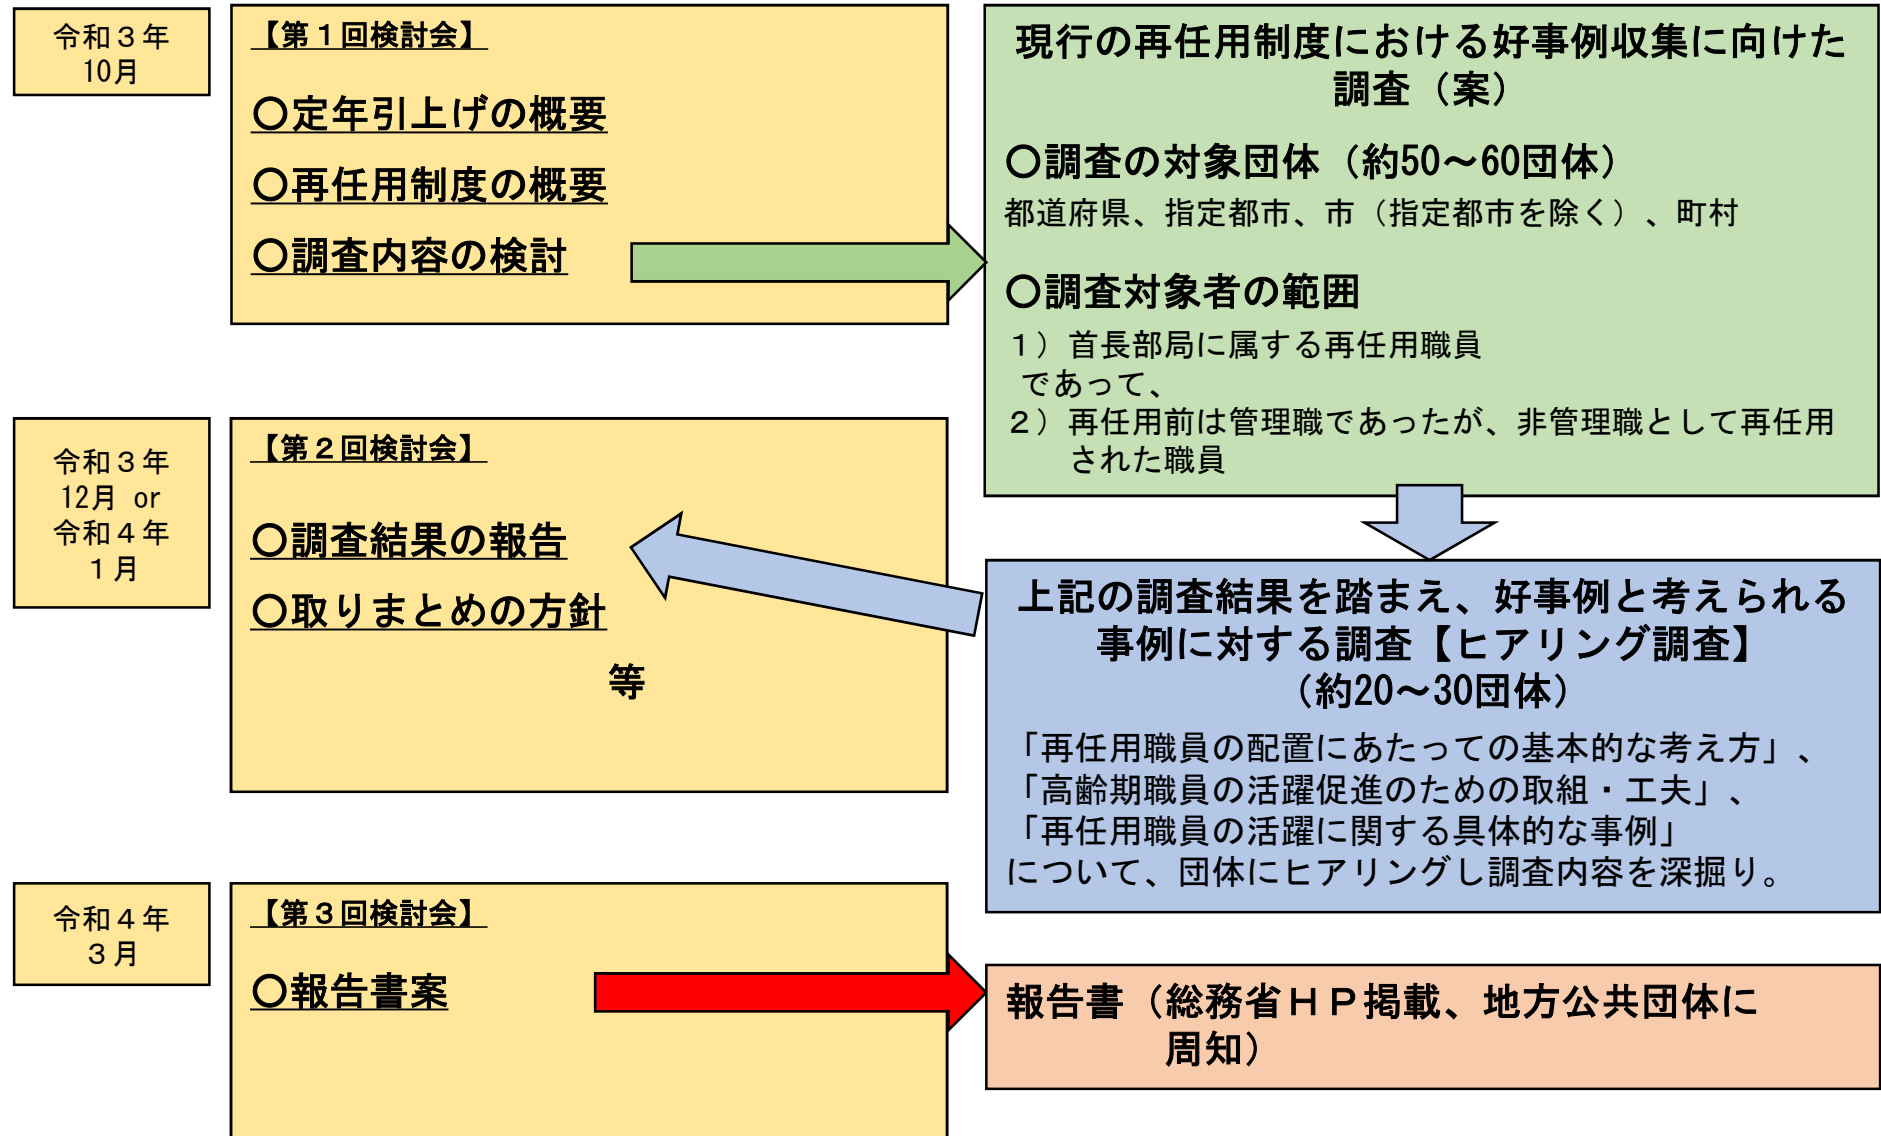 令和３年
10月
【第１回検討会】
〇定年引上げの概要
〇再任用制度の概要
〇調査内容の検討
現行の再任用制度における好事例収集に向けた
調査（案）
〇調査の対象団体（約50～60団体）
都道府県、指定都市、市（指定都市を除く）、町村
〇調査対象者の範囲
１）首長部局に属する再任用職員
であって、
２）再任用前は管理職であったが、非管理職として再任用
された職員
令和３年
12月 or
令和４年
１月
【第２回検討会】
〇調査結果の報告
〇取りまとめの方針
等
上記の調査結果を踏まえ、好事例と考えられる
事例に対する調査【ヒアリング調査】
（約20～30団体）
「再任用職員の配置にあたっての基本的な考え方」、
「高齢期職員の活躍促進のための取組・工夫」、
「再任用職員の活躍に関する具体的な事例」
について、団体にヒアリングし調査内容を深掘り。
令和４年
３月
【第３回検討会】
〇報告書案
報告書（総務省ＨＰ掲載、地方公共団体に
周知）